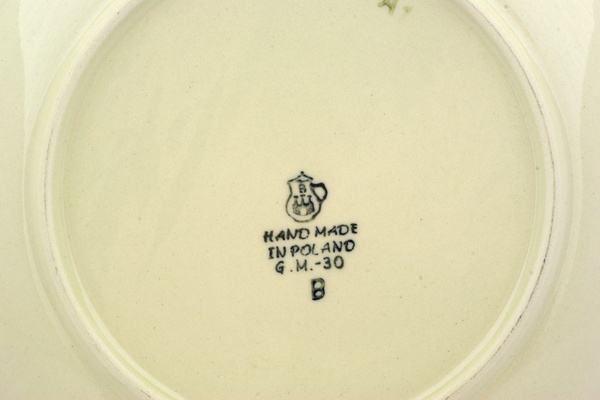 B
HAND MADE
IN POLAND
G.M.-30
B